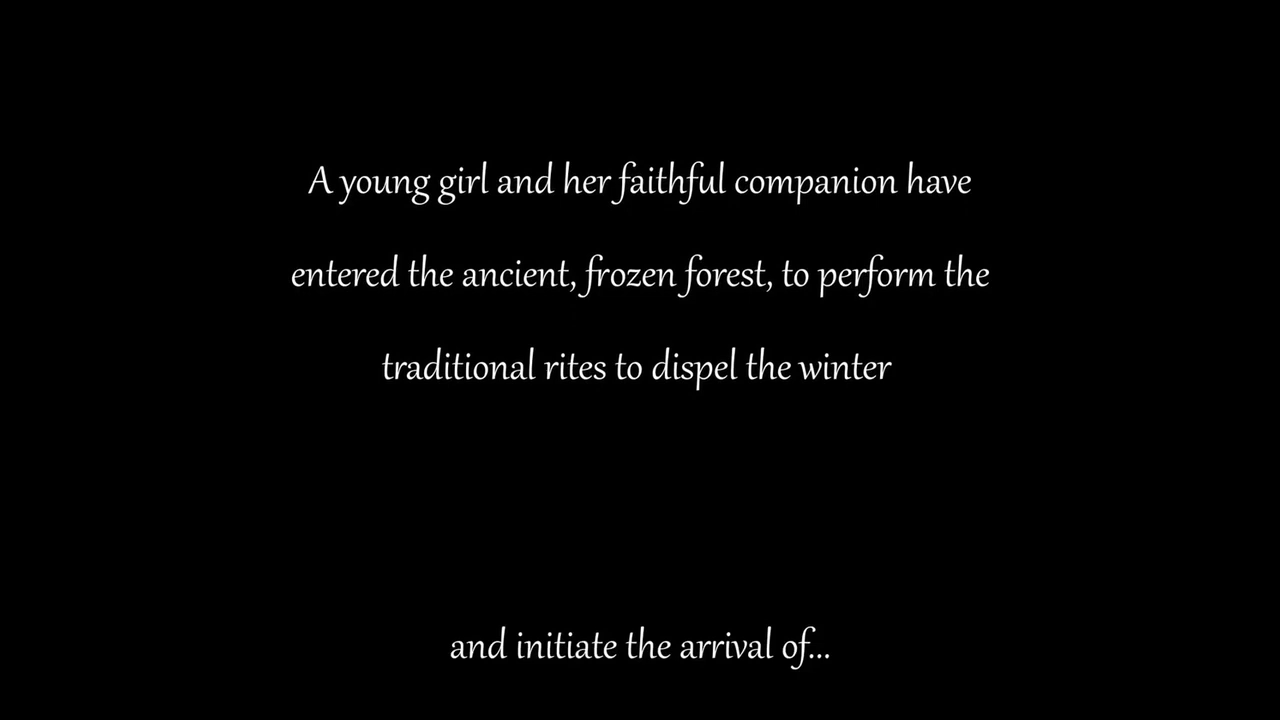 A young girl and her faithful companion have
entered the ancient, frozen forest, to perform the
traditional rites to dispel the winter
and initiate the arrival of...